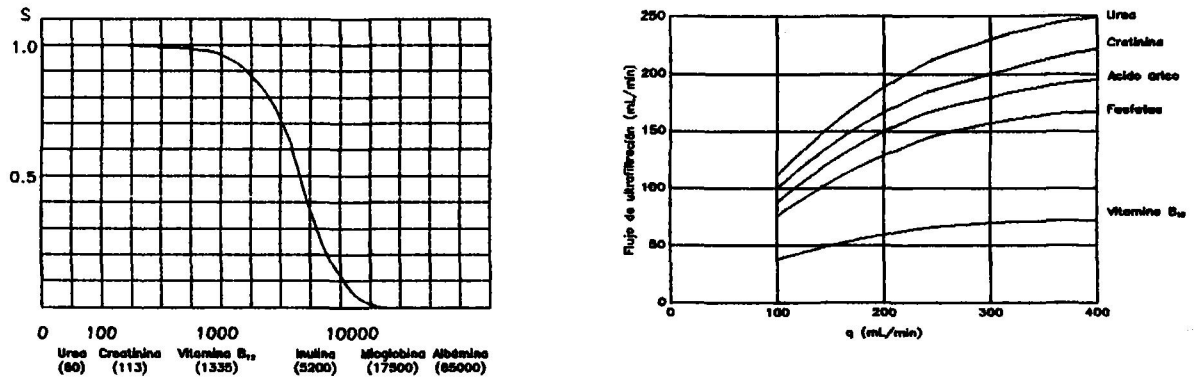 S
1.0
0.5
0 100 1000 10000
Urea Creatinina Vitamina B₁₂ Inulina Mioglobina Albúmina
(60) (113) (1335) (5200) (17500) (65000)
250
200
150
100
50
0
0 100 200 300 400
q (mL/min)
Flujo de ultrafiltración (mL/min)
Urea
Cretinina
Acido úrico
Fosfatos
Vitamina B₁₂